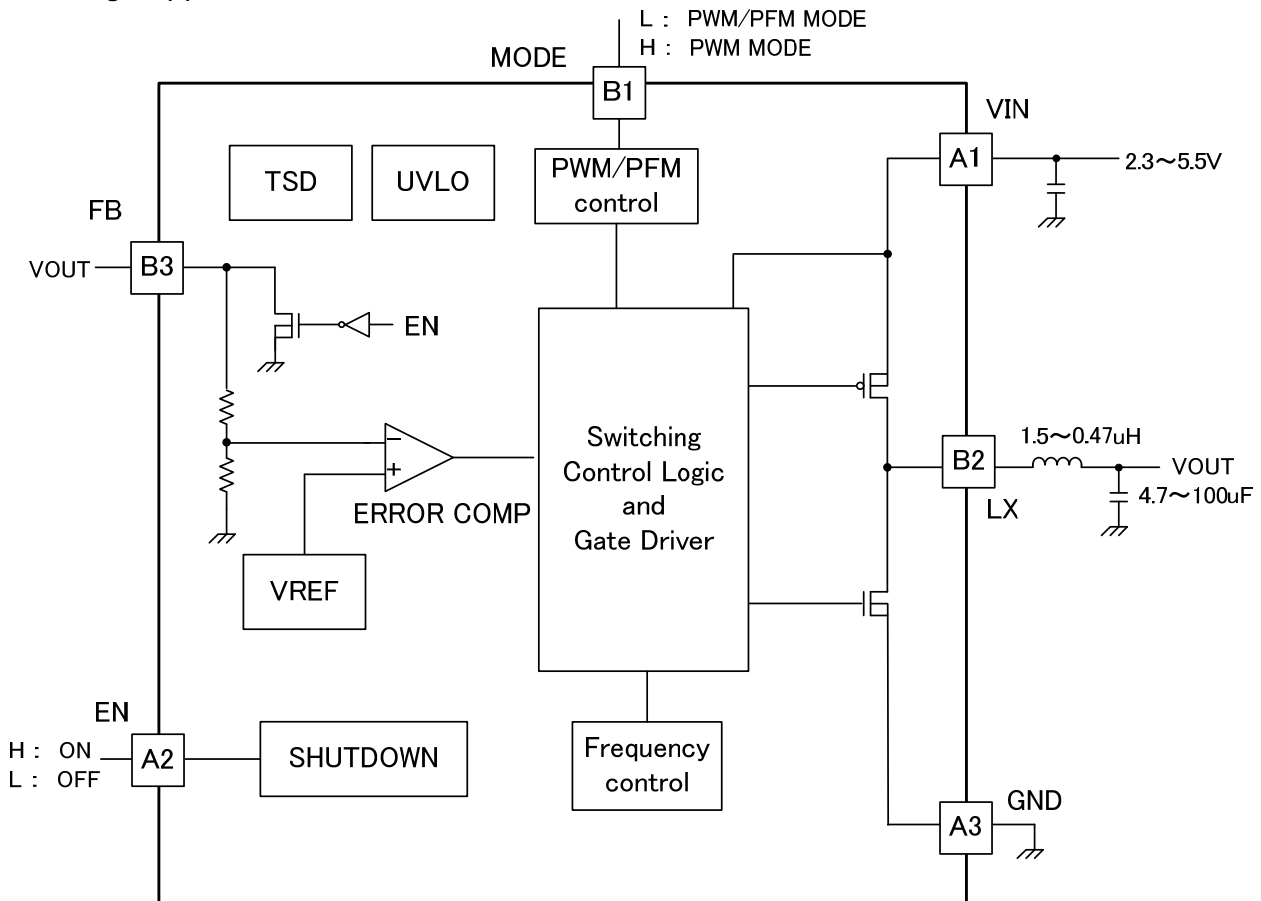 L : PWM/PFM MODE
H : PWM MODE
MODE
B1
VIN
A1
2.3~5.5V
TSD
UVLO
PWM/PFM
control
FB
VOUT
B3
EN
Switching
Control Logic
and
Gate Driver
ERROR COMP
VREF
1.5~0.47uH
B2
VOUT
LX
4.7~100uF
EN
H : ON
L : OFF
A2
SHUTDOWN
Frequency
control
GND
A3